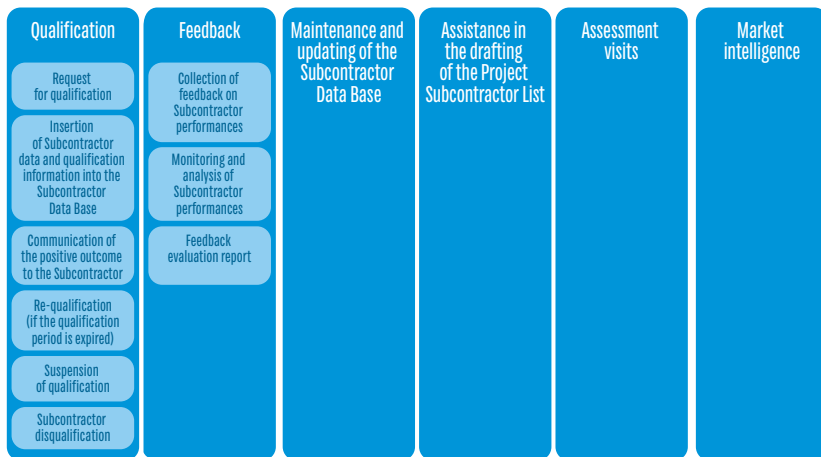 Qualification
Request
for qualification
Insertion
of Subcontractor
data and qualification
information into the
Subcontractor
Data Base
Communication of
the positive outcome
to the Subcontractor
Re-qualification
(if the qualification
period is expired)
Suspension
of qualification
Subcontractor
disqualification
Feedback
Collection of
feedback on
Subcontractor
performances
Monitoring and
analysis of
Subcontractor
performances
Feedback
evaluation report
Maintenance and
updating of the
Subcontractor
Data Base
Assistance in
the drafting
of the Project
Subcontractor List
Assessment
visits
Market
intelligence